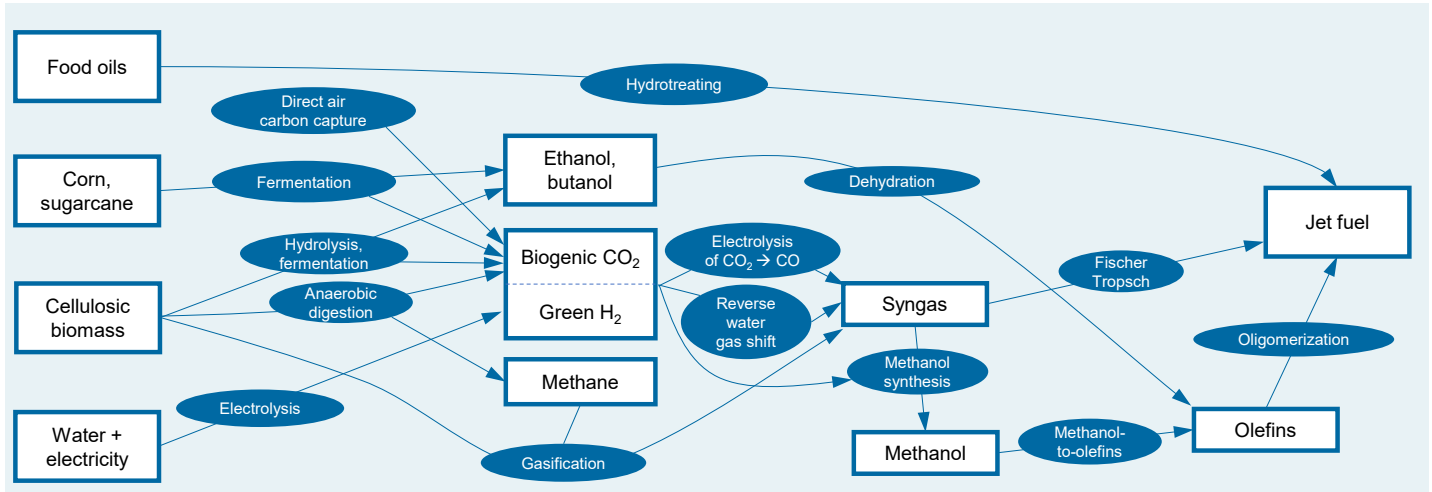 Food oils
Hydrotreating
Direct air
carbon capture
Corn,
sugarcane
Fermentation
Ethanol,
butanol
Dehydration
Jet fuel
Hydrolysis,
fermentation
Biogenic CO₂
Electrolysis
of CO₂ → CO
Fischer
Tropsch
Cellulosic
biomass
Anaerobic
digestion
Green H₂
Reverse
water
gas shift
Syngas
Oligomerization
Methane
Methanol
synthesis
Electrolysis
Water +
electricity
Gasification
Methanol
Methanol-
to-olefins
Olefins